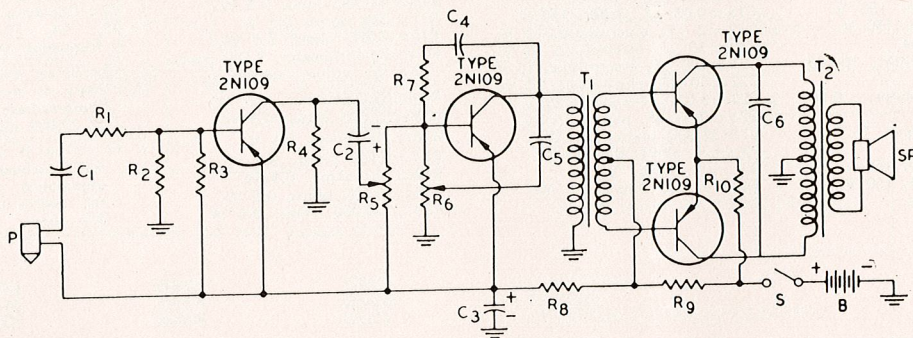 C4
TYPE
2N109
TYPE
2N109
TYPE
2N109
R7
T1
T2
R1
C1
R2
R3
R4
- C2 +
R5
R6
C5
TYPE
2N109
R10
C6
SP
P
C3
+
-
R8
R9
S
+ -
B